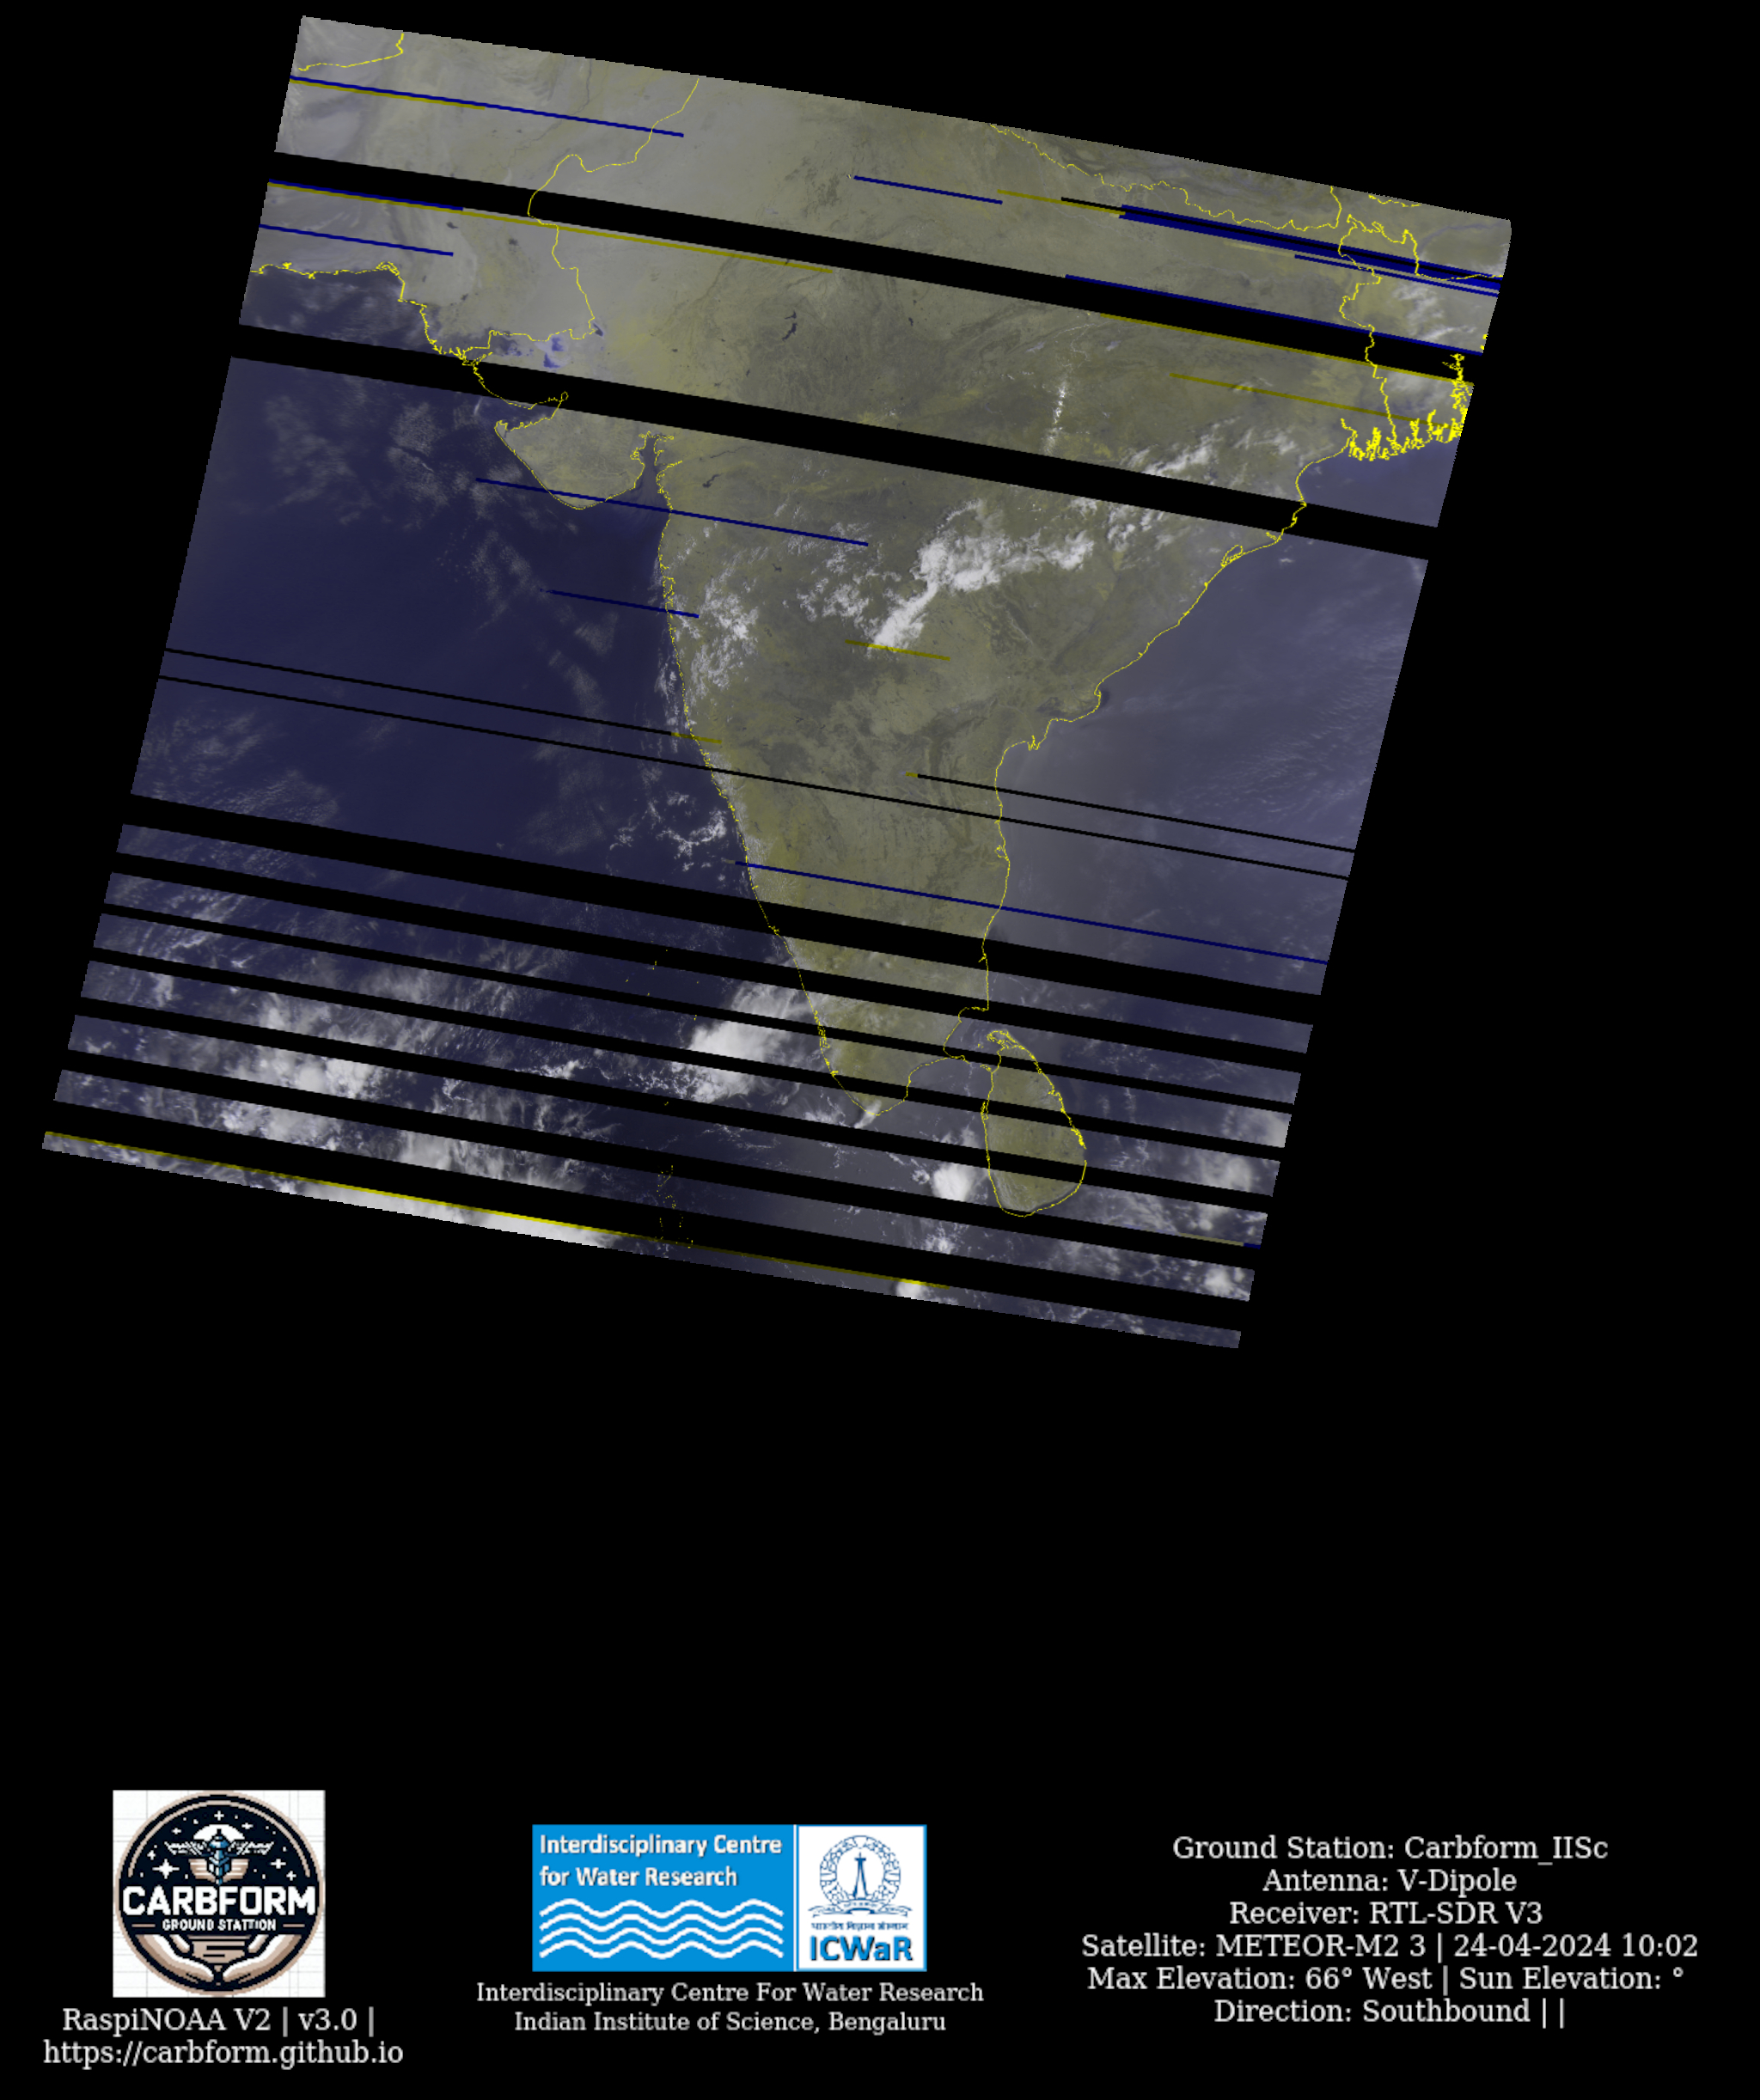 CARBFORM
GROUND STATTION
RaspiNOAA V2 | v3.0 |
https://carbform.github.io
Interdisciplinary Centre
for Water Research
भारतीय विज्ञान संस्थान
ICWaR
Interdisciplinary Centre For Water Research
Indian Institute of Science, Bengaluru
Ground Station: Carbform_IISc
Antenna: V-Dipole
Receiver: RTL-SDR V3
Satellite: METEOR-M2 3 | 24-04-2024 10:02
Max Elevation: 66° West | Sun Elevation: °
Direction: Southbound | |